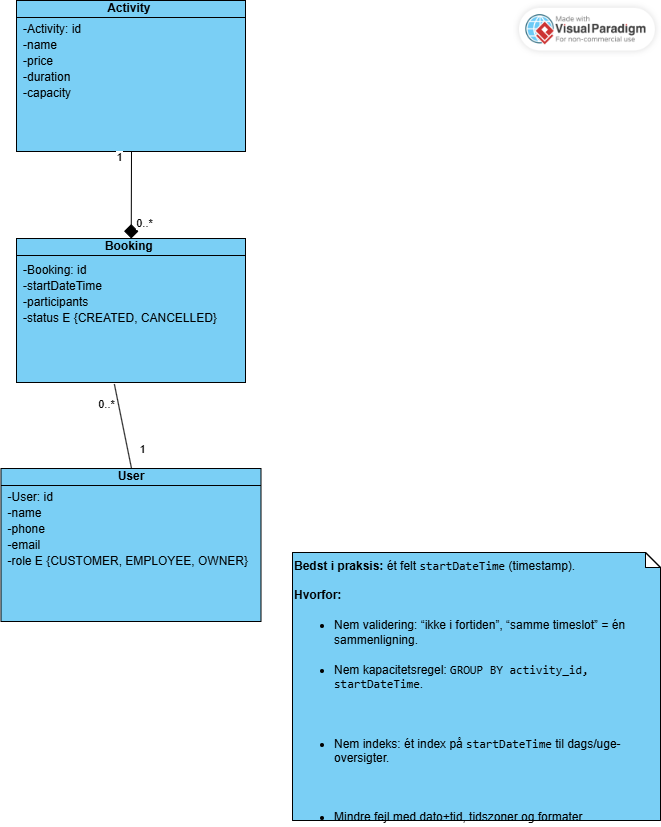 Activity
-Activity: id
-name
-price
-duration
-capacity
Made with
VisualParadigm
For non-commercial use
1
0..*
Booking
-Booking: id
-startDateTime
-participants
-status E {CREATED, CANCELLED}
0..*
1
User
-User: id
-name
-phone
-email
-role E {CUSTOMER, EMPLOYEE, OWNER}
Bedst i praksis: ét felt startDateTime (timestamp).
Hvorfor:
• Nem validering: “ikke i fortiden”, “samme timeslot” = én
sammenligning.
• Nem kapacitetsregel: GROUP BY activity_id,
startDateTime.
• Nem indeks: ét index på startDateTime til dags/uge-
oversigter.
• Mindre fejl med dato+tid, tidszoner og formater